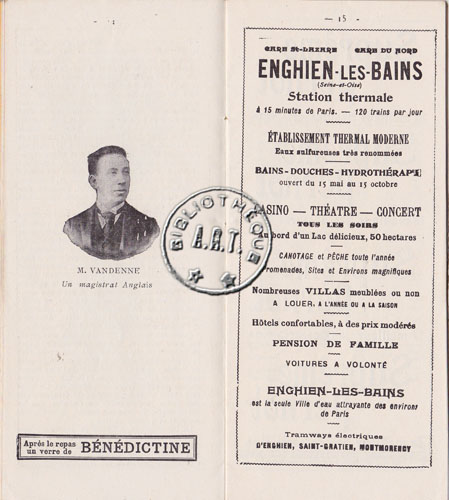 M. VANDENNE
Un magistrat Anglais
Après le repas
un verre de BÉNÉDICTINE
— 15 —
GARE St-LAZARE GARE DU NORD
ENGHIEN-LES-BAINS
(Seine-et-Oise)
Station thermale
à 15 minutes de Paris. — 120 trains par jour
ÉTABLISSEMENT THERMAL MODERNE
Eaux sulfureuses très renommées
BAINS-DOUCHES-HYDROTHÉRAPIE
ouvert du 15 mai au 15 octobre
CASINO — THÉATRE — CONCERT
TOUS LES SOIRS
Au bord d'un Lac délicieux, 50 hectares
CANOTAGE et PÊCHE toute l'année
Promenades, Sites et Environs magnifiques
Nombreuses VILLAS meublées ou non
A LOUER, A L'ANNÉE OU A LA SAISON
Hôtels confortables, à des prix modérés
PENSION DE FAMILLE
VOITURES A VOLONTÉ
ENGHIEN-LES-BAINS
est la seule Ville d'eau attrayante des environs
de Paris
Tramways électriques
D'ENGHIEN, SAINT-GRATIEN, MONTMORENCY
BIBLIOTHÈQUE
A.R.T.